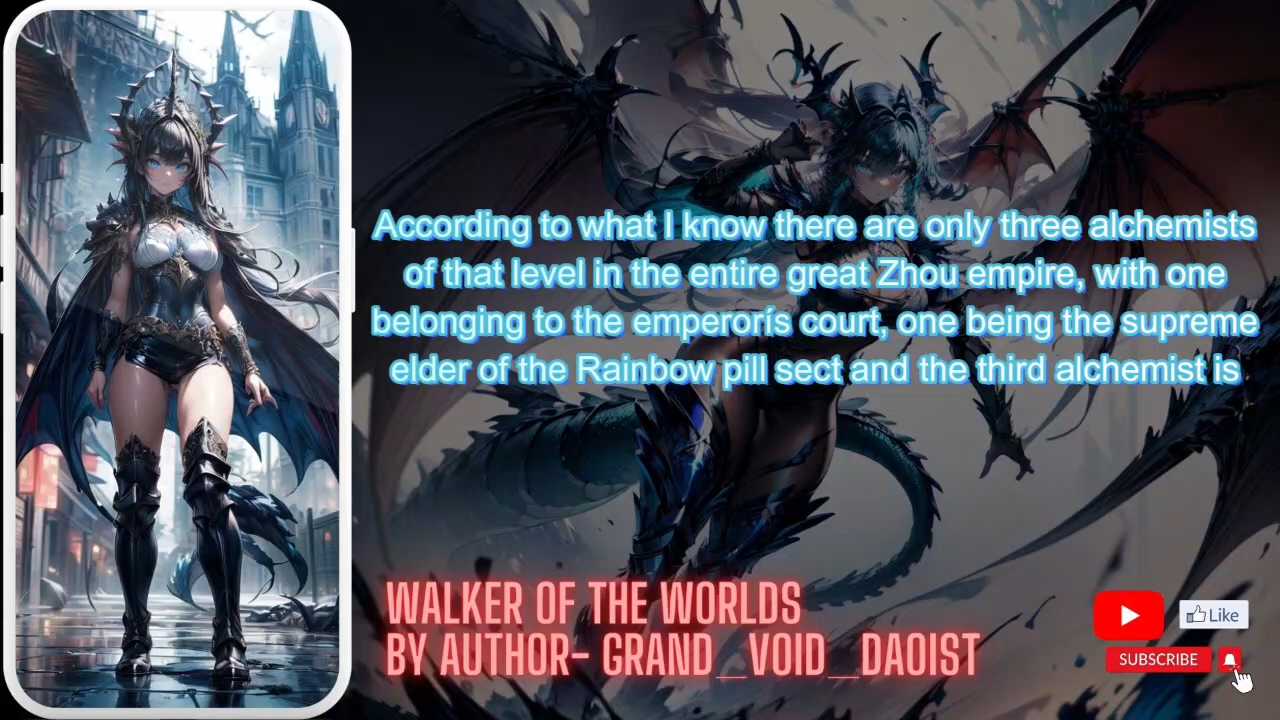 According to what I know there are only three alchemists
of that level in the entire great Zhou empire, with one
belonging to the emperorís court, one being the supreme
elder of the Rainbow pill sect and the third alchemist is
WALKER OF THE WORLDS
BY AUTHOR- GRAND_VOID_DAOIST
Like
SUBSCRIBE